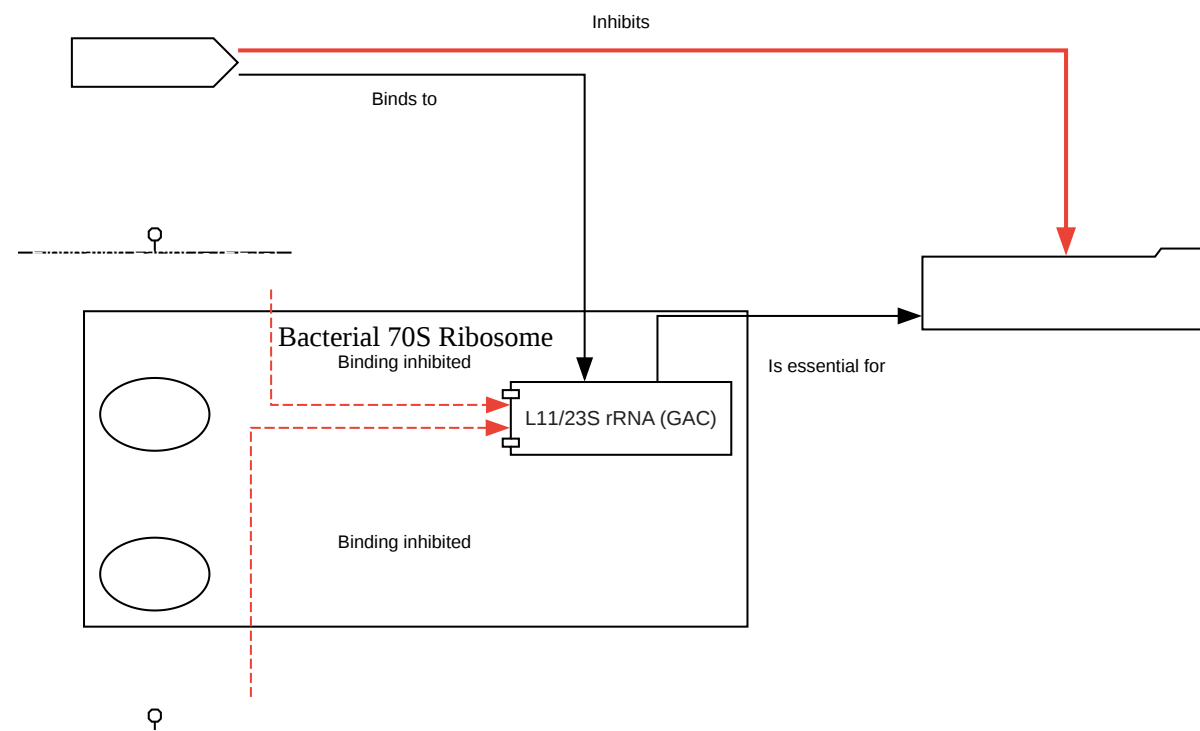 Inhibits
Binds to
Bacterial 70S Ribosome
Binding inhibited
Is essential for
L11/23S rRNA (GAC)
Binding inhibited